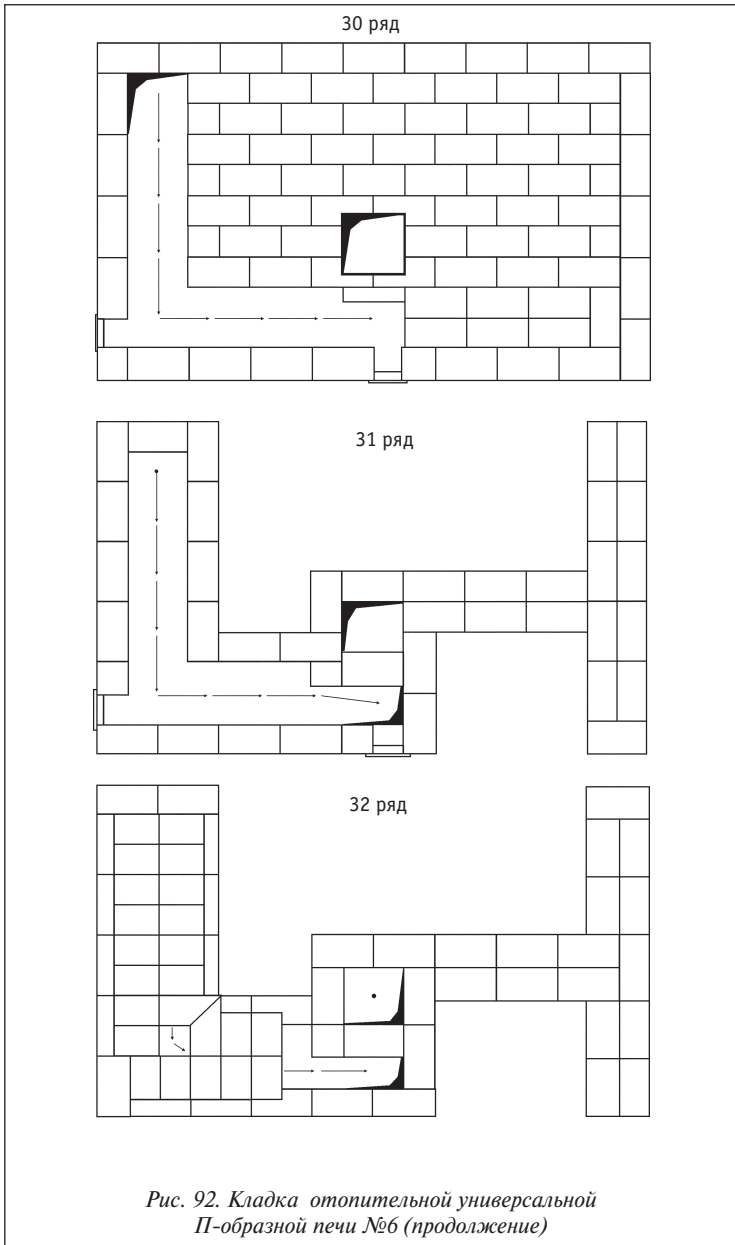 30 ряд
31 ряд
32 ряд
Рис. 92. Кладка отопительной универсальной
П-образной печи №6 (продолжение)